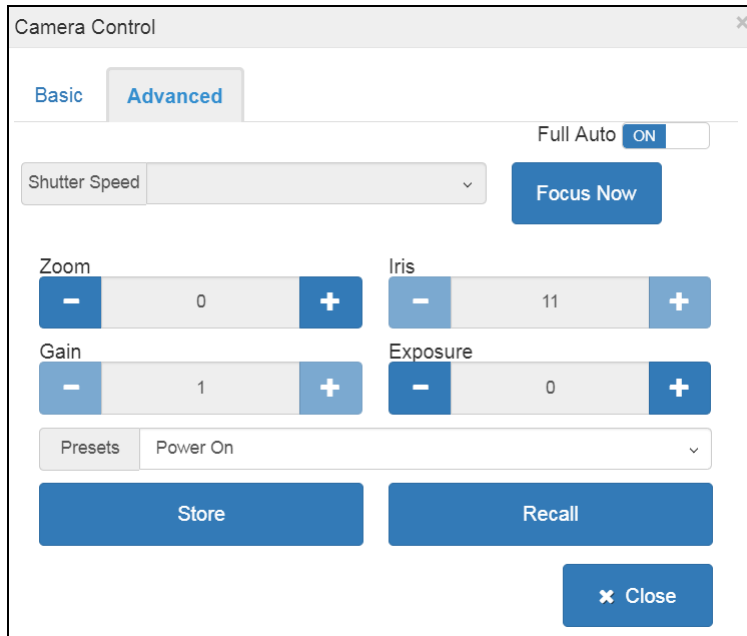 Camera Control ×
Basic Advanced
Full Auto ON
Shutter Speed
Focus Now
Zoom Iris
− 0 + − 11 +
Gain Exposure
− 1 + − 0 +
Presets Power On
Store Recall
✖ Close